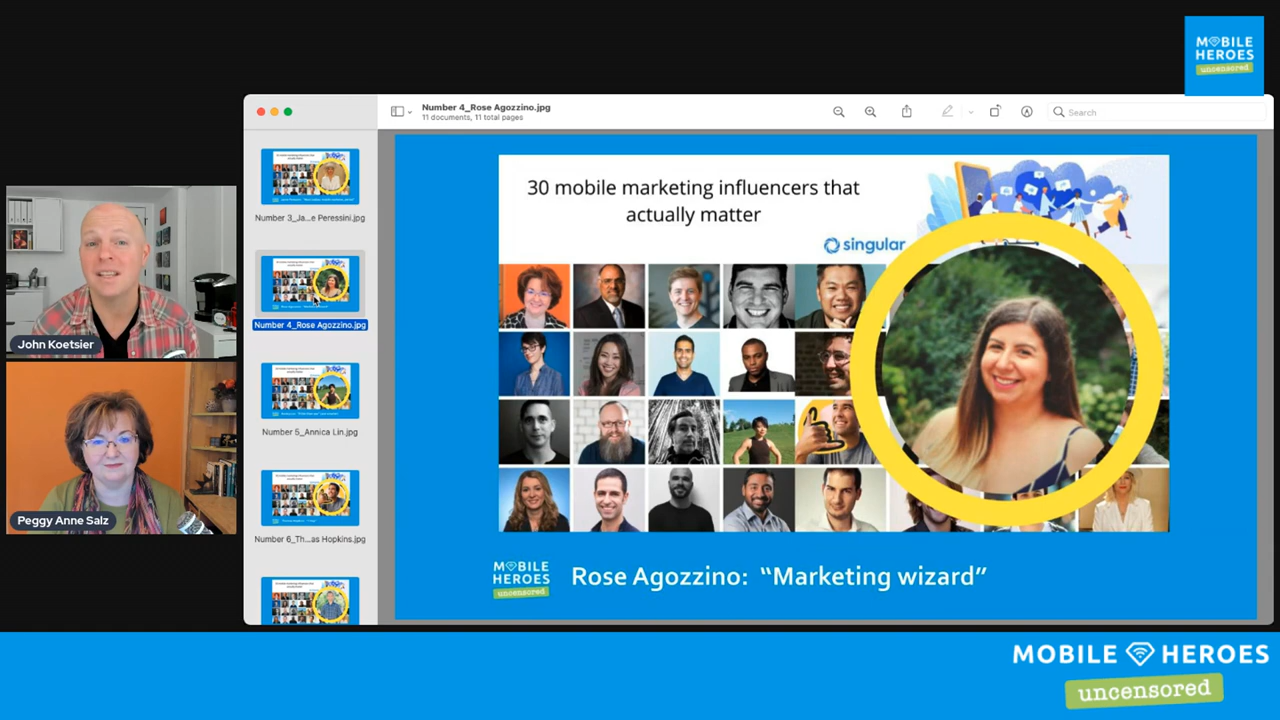 MOBILE
HEROES
uncensored
Number 4_Rose Agozzino.jpg
11 documents, 11 total pages
Search
Number 3_Ja...e Peressini.jpg
Number 4_Rose Agozzino.jpg
Number 5_Annica Lin.jpg
Number 6_Th...as Hopkins.jpg
30 mobile marketing influencers that
actually matter
singular
John Koetsier
Peggy Anne Salz
MOBILE
HEROES
uncensored
Rose Agozzino: “Marketing wizard”
MOBILE HEROES
uncensored